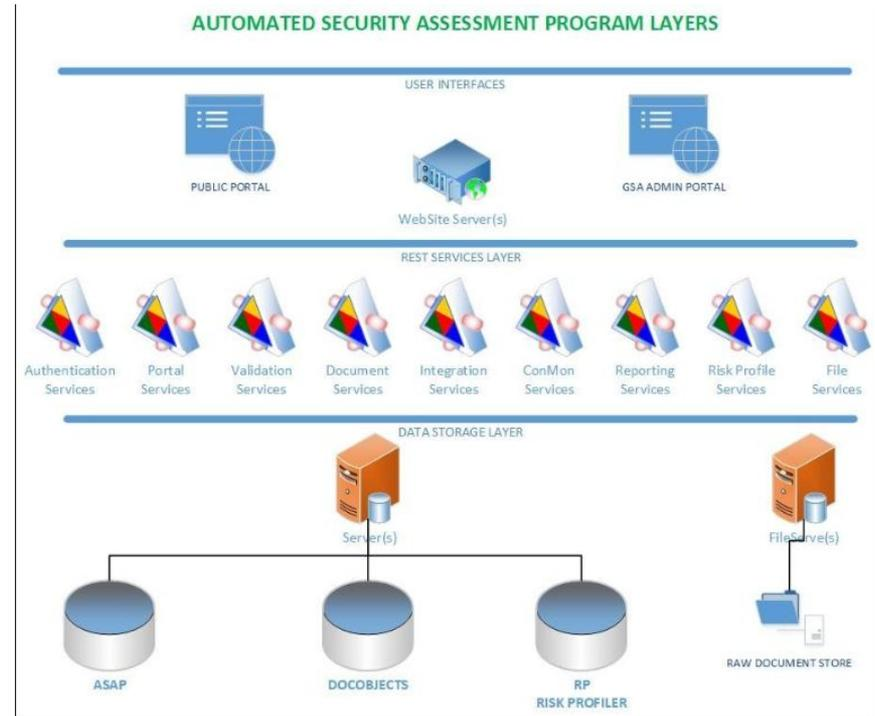 AUTOMATED SECURITY ASSESSMENT PROGRAM LAYERS
USER INTERFACES
PUBLIC PORTAL
GSA ADMIN PORTAL
WebSite Server(s)
REST SERVICES LAYER
Authentication
Services
Portal
Services
Validation
Services
Document
Services
Integration
Services
ConMon
Services
Reporting
Services
Risk Profile
Services
File
Services
DATA STORAGE LAYER
Server(s)
FileServe(s)
ASAP
DOCOBJECTS
RP
RISK PROFILER
RAW DOCUMENT STORE